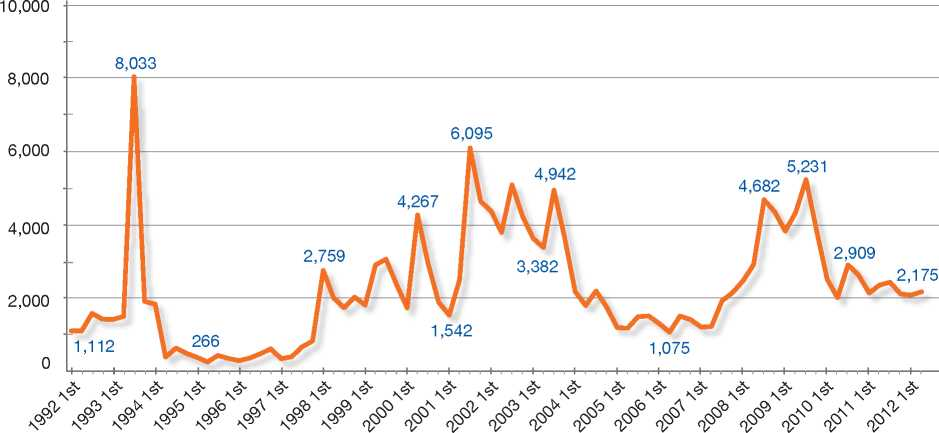 10,000
8,000
6,000
4,000
2,000
0
1,112
8,033
266
2,759
4,267
1,542
6,095
3,382
4,942
1,075
4,682
5,231
2,909
2,175
1992 1st
1993 1st
1994 1st
1995 1st
1996 1st
1997 1st
1998 1st
1999 1st
2000 1st
2001 1st
2002 1st
2003 1st
2004 1st
2005 1st
2006 1st
2007 1st
2008 1st
2009 1st
2010 1st
2011 1st
2012 1st